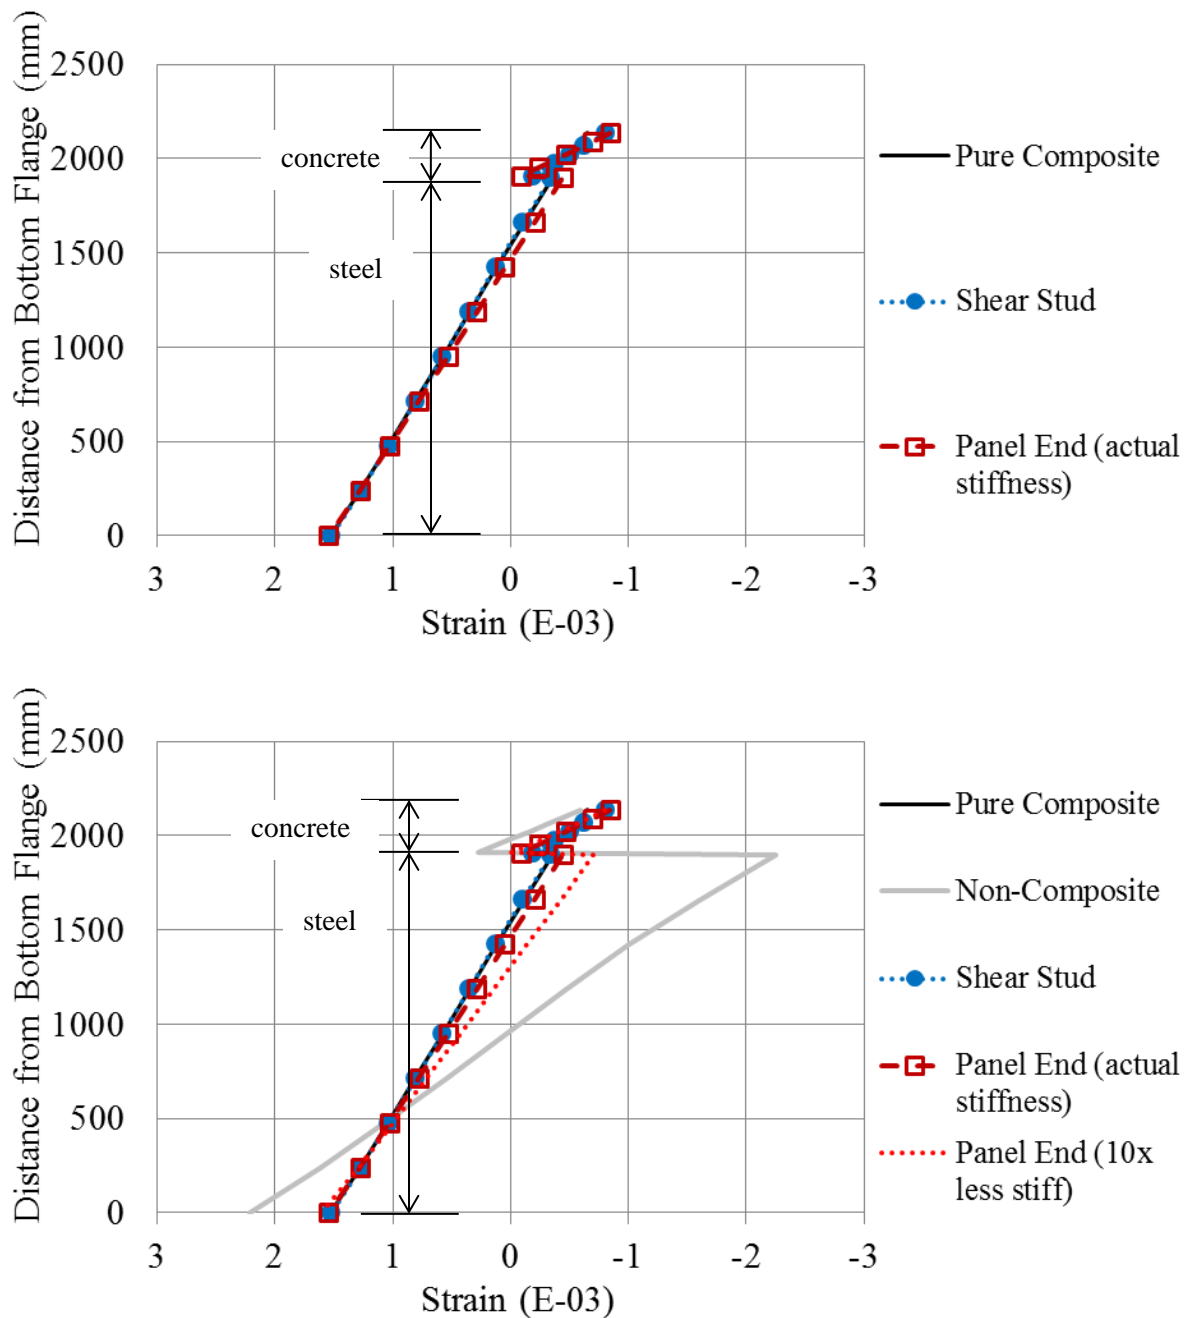 Distance from Bottom Flange (mm)
2500
2000
1500
1000
500
0
concrete
steel
3 2 1 0 -1 -2 -3
Strain (E-03)
Pure Composite
Shear Stud
Panel End (actual
stiffness)
Distance from Bottom Flange (mm)
2500
2000
1500
1000
500
0
concrete
steel
3 2 1 0 -1 -2 -3
Strain (E-03)
Pure Composite
Non-Composite
Shear Stud
Panel End (actual
stiffness)
Panel End (10x
less stiff)